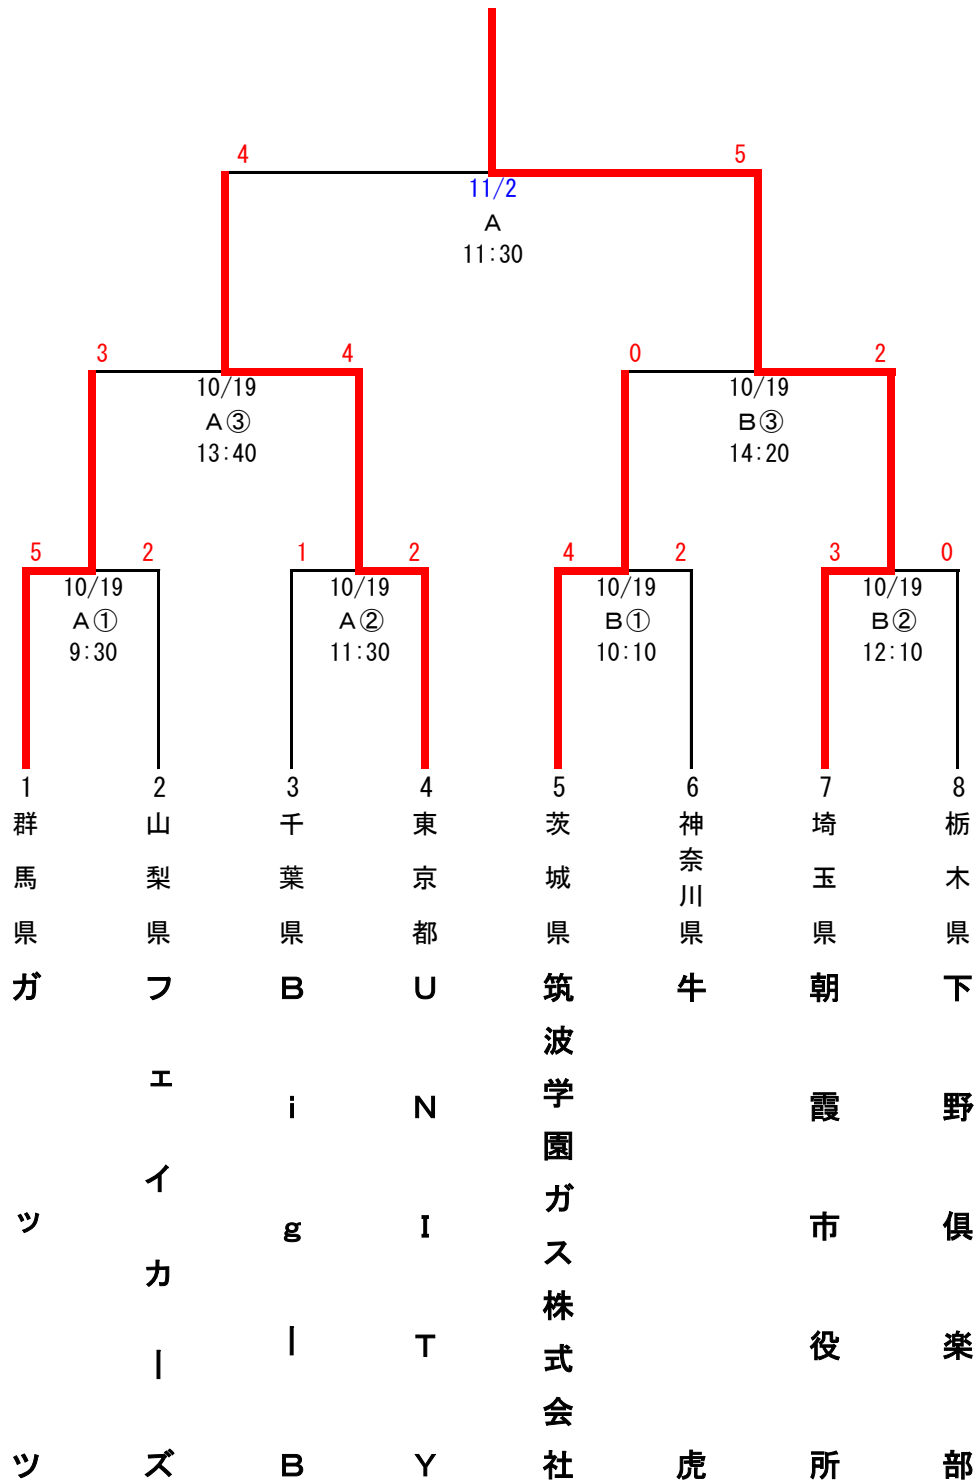 4 5
11/2
A
11:30
3 4 0 2
10/19 10/19
A③ B③
13:40 14:20
5 2 1 2 4 2 3 0
10/19 10/19 10/19 10/19
A① A② B① B②
9:30 11:30 10:10 12:10
1 2 3 4 5 6 7 8
群馬県
山梨県
千葉県
東京都
茨城県
神奈川県
埼玉県
栃木県
ガッツ
フェイカーズ
BigーB
UNITY
筑波学園ガス株式会社
牛虎
朝霞市役所
下野倶楽部